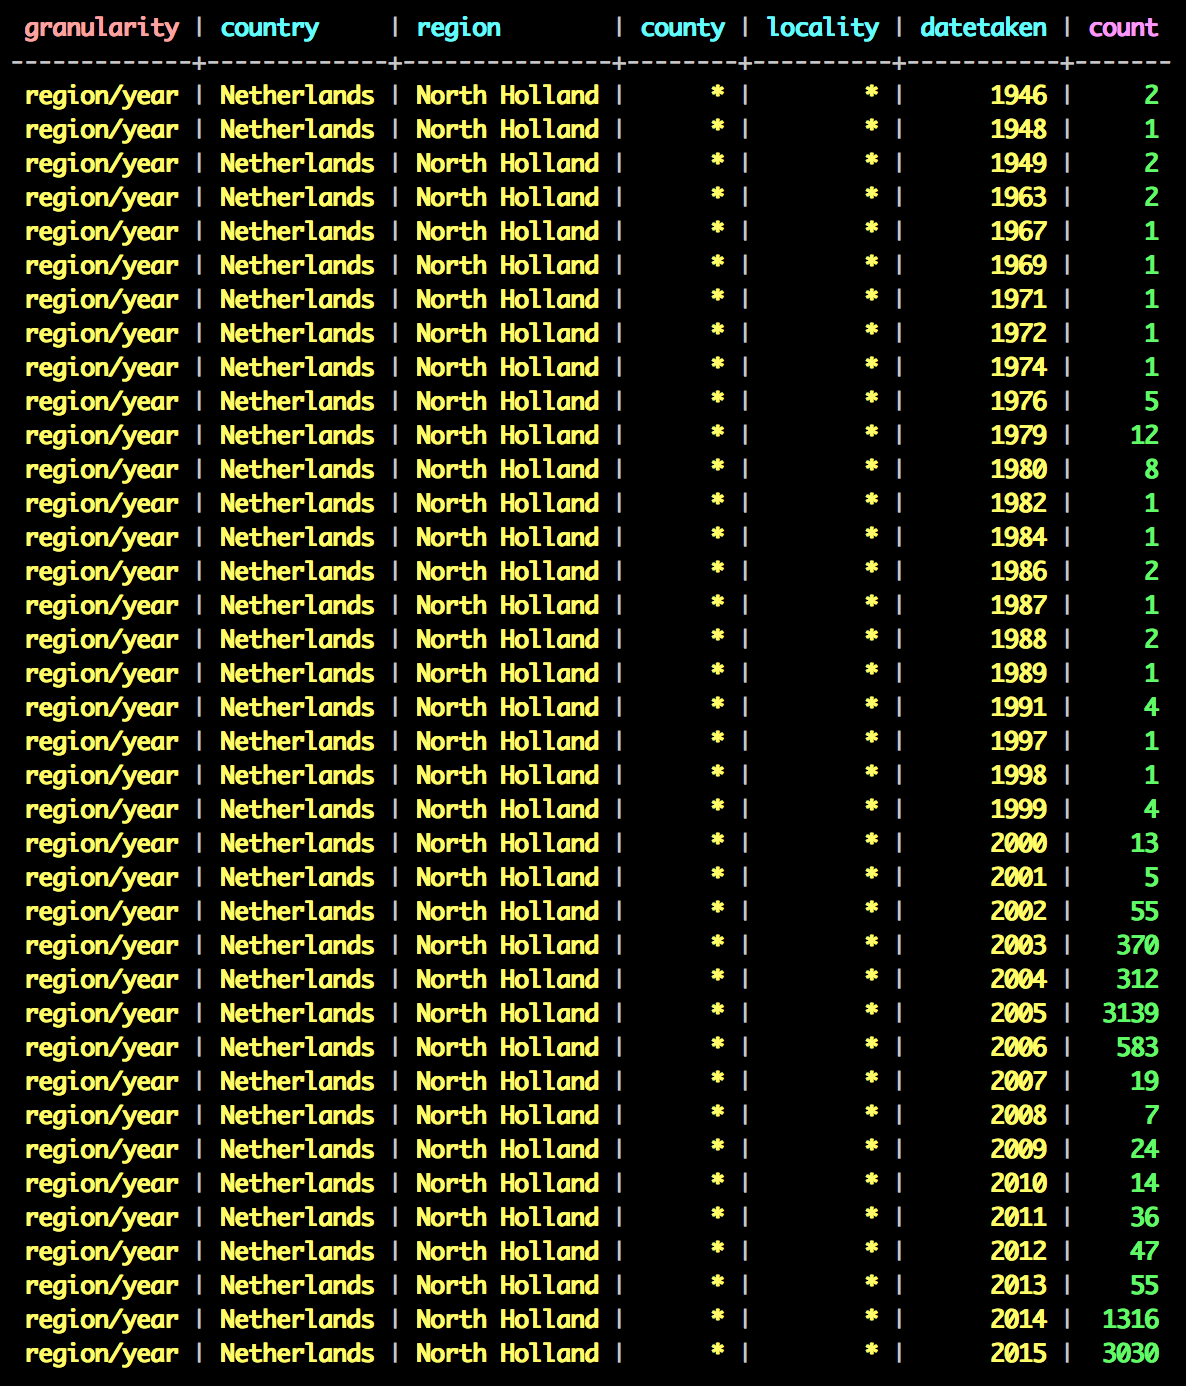 granularity | country | region | county | locality | datetaken | count
-------------+-------------+---------------+--------+----------+-----------+-------
region/year | Netherlands | North Holland | * | * | 1946 | 2
region/year | Netherlands | North Holland | * | * | 1948 | 1
region/year | Netherlands | North Holland | * | * | 1949 | 2
region/year | Netherlands | North Holland | * | * | 1963 | 2
region/year | Netherlands | North Holland | * | * | 1967 | 1
region/year | Netherlands | North Holland | * | * | 1969 | 1
region/year | Netherlands | North Holland | * | * | 1971 | 1
region/year | Netherlands | North Holland | * | * | 1972 | 1
region/year | Netherlands | North Holland | * | * | 1974 | 1
region/year | Netherlands | North Holland | * | * | 1976 | 5
region/year | Netherlands | North Holland | * | * | 1979 | 12
region/year | Netherlands | North Holland | * | * | 1980 | 8
region/year | Netherlands | North Holland | * | * | 1982 | 1
region/year | Netherlands | North Holland | * | * | 1984 | 1
region/year | Netherlands | North Holland | * | * | 1986 | 2
region/year | Netherlands | North Holland | * | * | 1987 | 1
region/year | Netherlands | North Holland | * | * | 1988 | 2
region/year | Netherlands | North Holland | * | * | 1989 | 1
region/year | Netherlands | North Holland | * | * | 1991 | 4
region/year | Netherlands | North Holland | * | * | 1997 | 1
region/year | Netherlands | North Holland | * | * | 1998 | 1
region/year | Netherlands | North Holland | * | * | 1999 | 4
region/year | Netherlands | North Holland | * | * | 2000 | 13
region/year | Netherlands | North Holland | * | * | 2001 | 5
region/year | Netherlands | North Holland | * | * | 2002 | 55
region/year | Netherlands | North Holland | * | * | 2003 | 370
region/year | Netherlands | North Holland | * | * | 2004 | 312
region/year | Netherlands | North Holland | * | * | 2005 | 3139
region/year | Netherlands | North Holland | * | * | 2006 | 583
region/year | Netherlands | North Holland | * | * | 2007 | 19
region/year | Netherlands | North Holland | * | * | 2008 | 7
region/year | Netherlands | North Holland | * | * | 2009 | 24
region/year | Netherlands | North Holland | * | * | 2010 | 14
region/year | Netherlands | North Holland | * | * | 2011 | 36
region/year | Netherlands | North Holland | * | * | 2012 | 47
region/year | Netherlands | North Holland | * | * | 2013 | 55
region/year | Netherlands | North Holland | * | * | 2014 | 1316
region/year | Netherlands | North Holland | * | * | 2015 | 3030